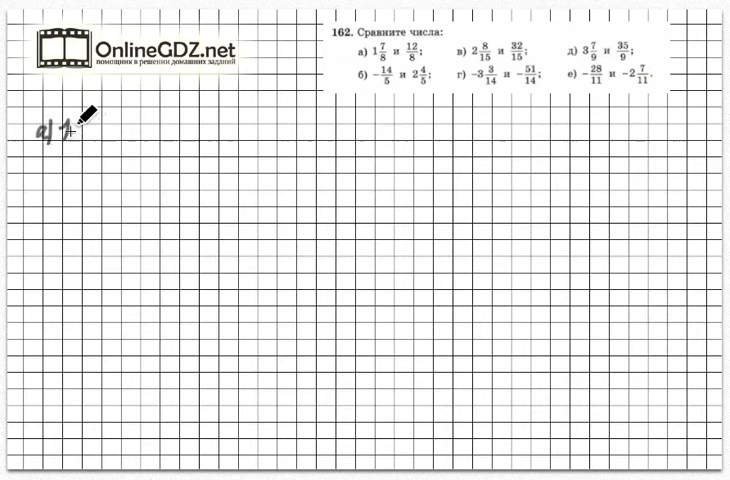 OnlineGDZ.net
помощник в решении домашних заданий
162. Сравните числа:
а) 1 7/8 и 12/8; в) 2 8/15 и 32/15; д) 3 7/9 и 35/9;
б) -14/5 и 2 4/5; г) -3 3/14 и -51/14; е) -28/11 и -2 7/11.
а) 1